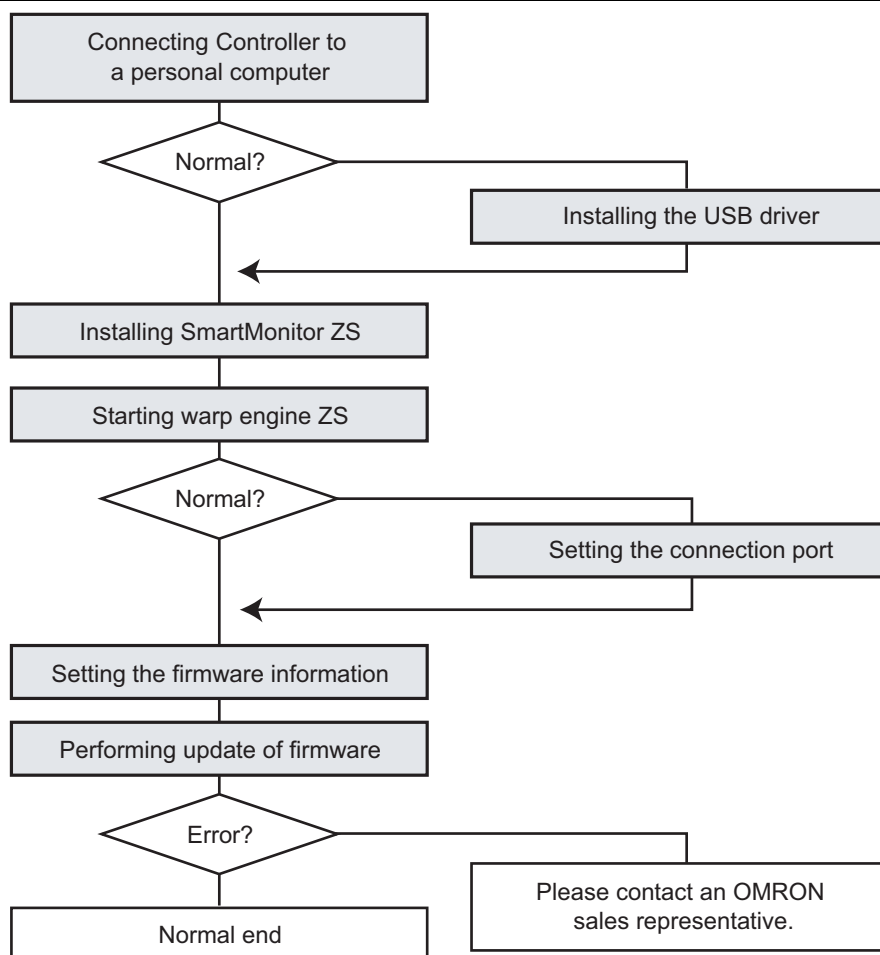 Connecting Controller to
a personal computer
Normal?
Installing the USB driver
Installing SmartMonitor ZS
Starting warp engine ZS
Normal?
Setting the connection port
Setting the firmware information
Performing update of firmware
Error?
Please contact an OMRON
sales representative.
Normal end